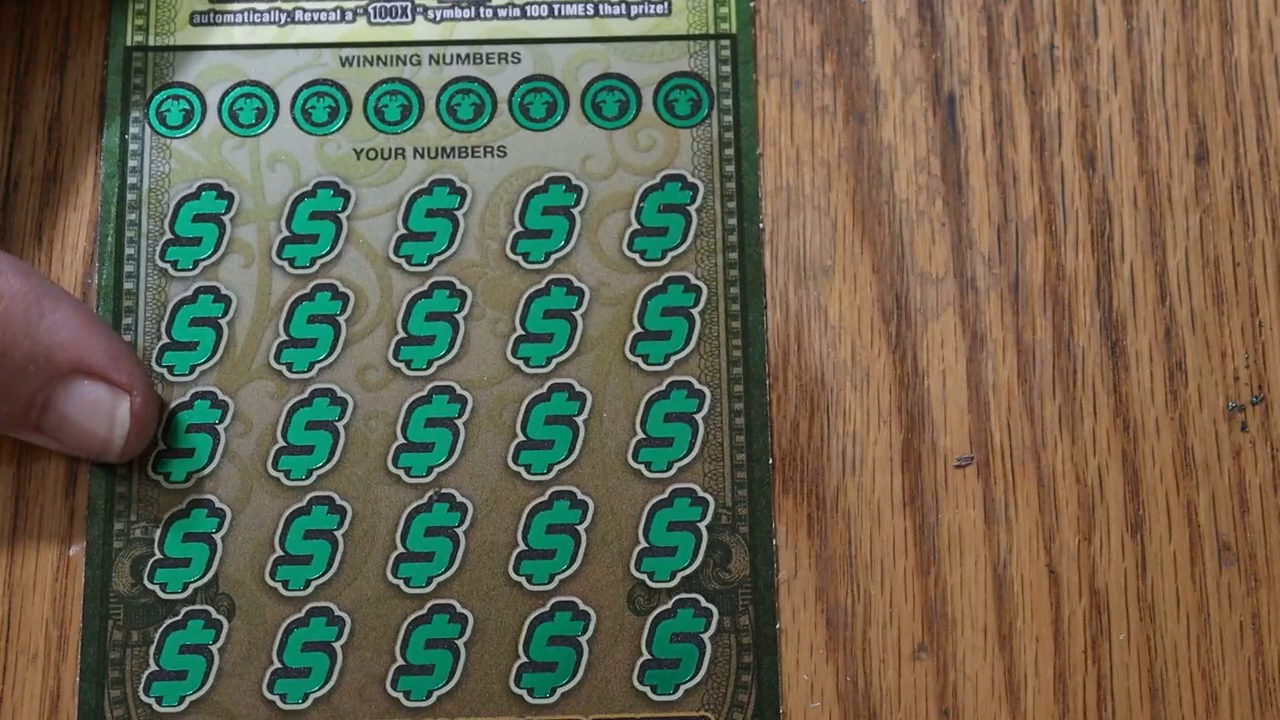 automatically. Reveal a "100X" symbol to win 100 TIMES that prize!
WINNING NUMBERS
YOUR NUMBERS
$ $ $ $ $
$ $ $ $ $
$ $ $ $ $
$ $ $ $ $
$ $ $ $ $